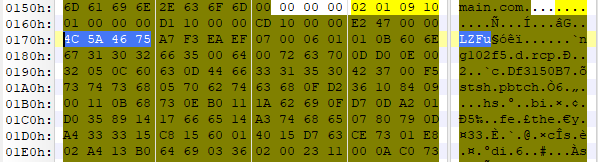 0150h: 6D 61 69 6E 2E 63 6F 6D 00 00 00 00 02 01 09 10 main.com........
0160h: 01 00 00 00 D1 10 00 00 CD 10 00 00 E2 47 00 00 ....Ñ...Í...âG..
0170h: 4C 5A 46 75 A7 F3 EA EF 07 00 06 01 01 0B 60 6E LZFu§óêï......`n
0180h: 67 31 30 32 66 35 00 64 00 72 63 70 0D D0 0E 00 g102f5.d.rcp.Ð..
0190h: 32 05 0C 60 63 0D 44 66 33 31 35 30 42 37 00 F5 2..`c.Df3150B7.õ
01A0h: 73 74 73 68 05 70 62 74 63 68 0F D2 36 10 84 09 stsh.pbtch.Ò6.„.
01B0h: 00 11 0B 68 73 0E B0 11 1A 62 69 0F D7 0D A2 01 ...hs.°..bi.×.¢.
01C0h: D0 35 89 14 17 66 65 14 A3 74 68 65 07 80 79 0D Ð5‰..fe.£the.€y.
01D0h: A4 33 33 15 C8 15 60 01 40 15 D7 63 CE 73 01 E8 ¤33.È.`.@.×cÎs.è
01E0h: 02 A4 13 B0 64 69 03 36 02 00 23 11 00 0A C0 73 .¤.°di.6..#...Às